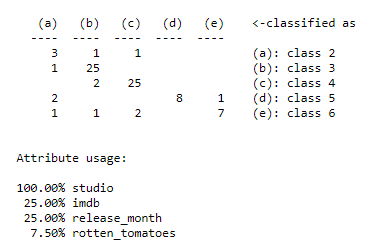 (a) (b) (c) (d) (e) <-classified as
---- ---- ---- ---- ----
3 1 1 (a): class 2
1 25 (b): class 3
2 25 (c): class 4
2 8 1 (d): class 5
1 1 2 7 (e): class 6
Attribute usage:
100.00% studio
25.00% imdb
25.00% release_month
7.50% rotten_tomatoes